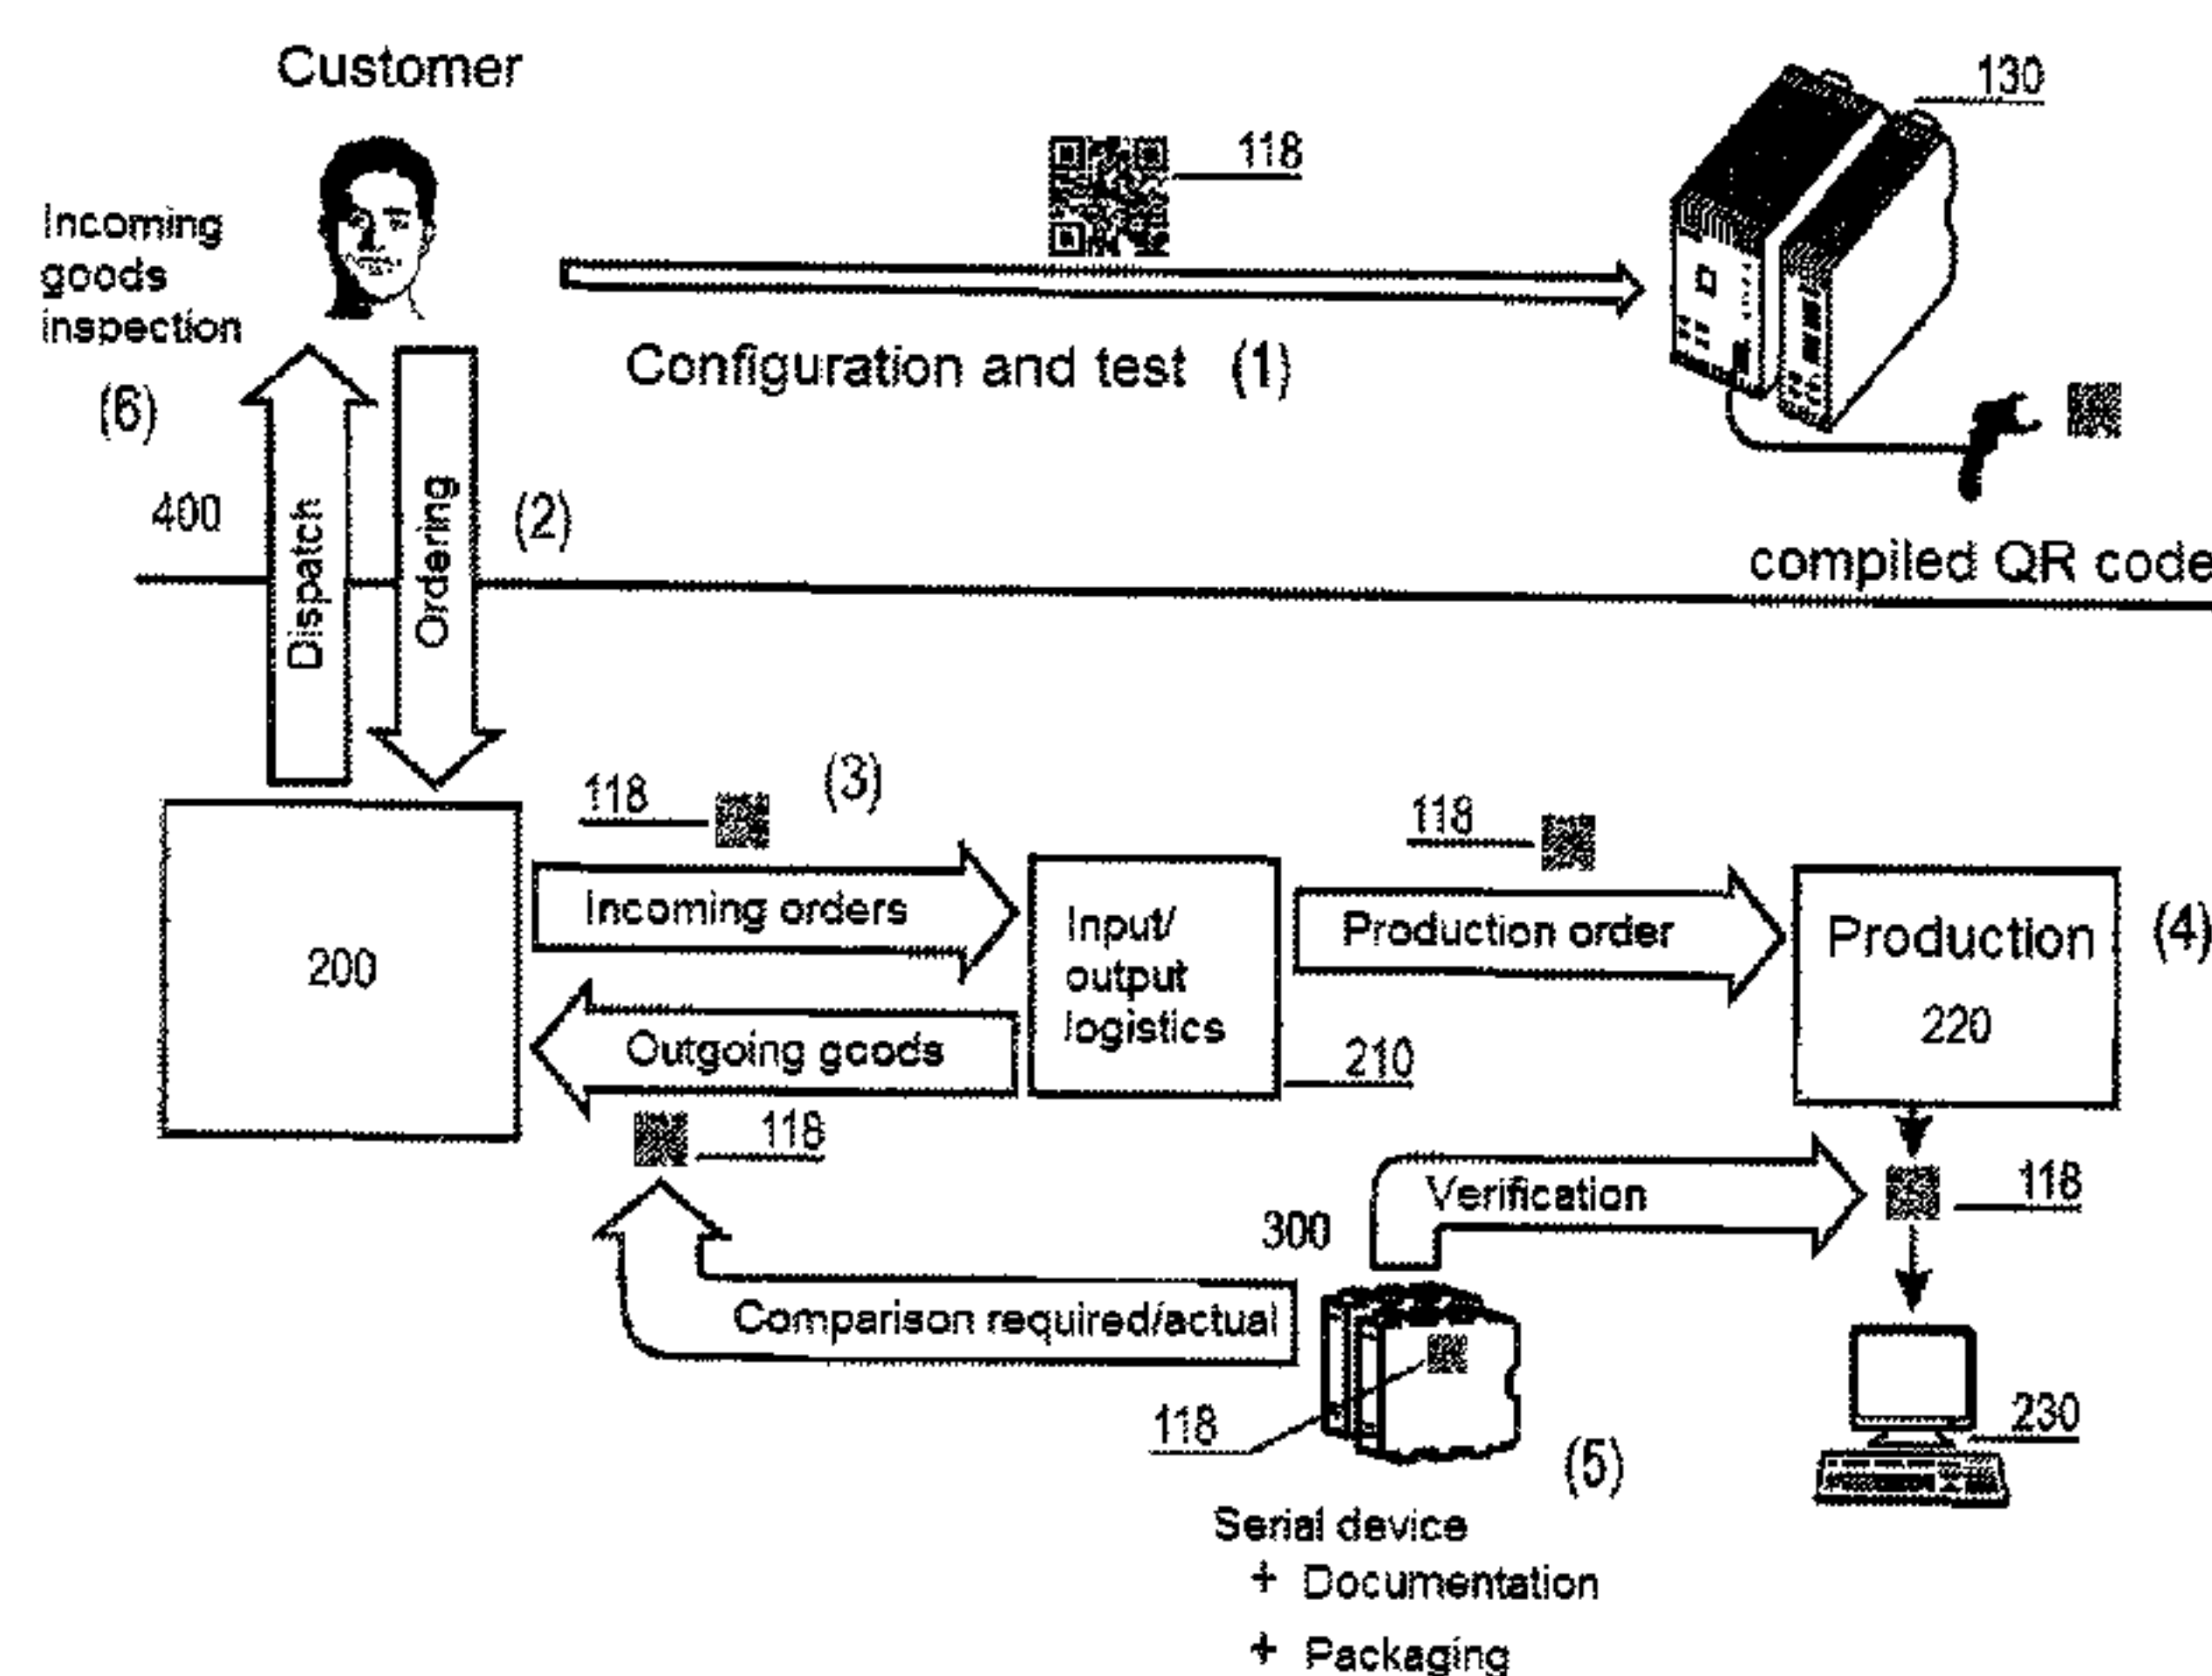 Customer
130
118
Incoming
goods
inspection
Configuration and test (1)
(6)
400
Dispatch
Ordering
(2)
compiled QR code
118
(3)
118
Incoming orders
Input/
output
logistics
Production order
Production
(4)
200
220
Outgoing goods
210
118
Verification
118
300
Comparison required/actual
118
(5)
230
Serial device
+ Documentation
+ Packaging